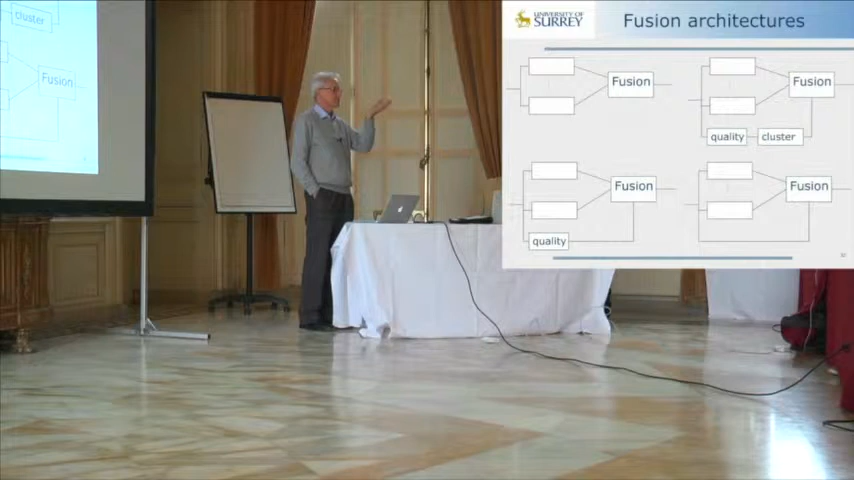 cluster
Fusion
UNIVERSITY OF
SURREY
Fusion architectures
Fusion
Fusion
quality
cluster
Fusion
Fusion
quality